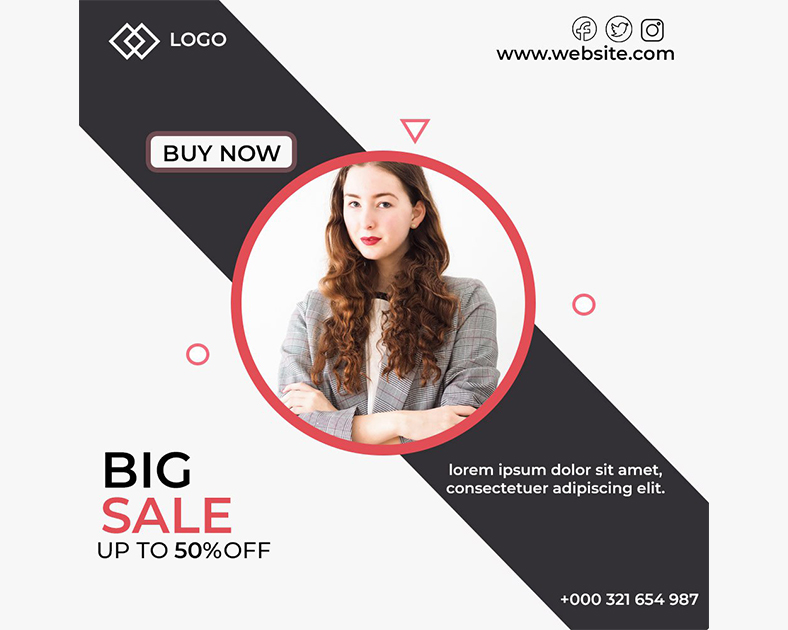 LOGO
www.website.com
BUY NOW
BIG
SALE
UP TO 50%OFF
lorem ipsum dolor sit amet,
consectetuer adipiscing elit.
+000 321 654 987